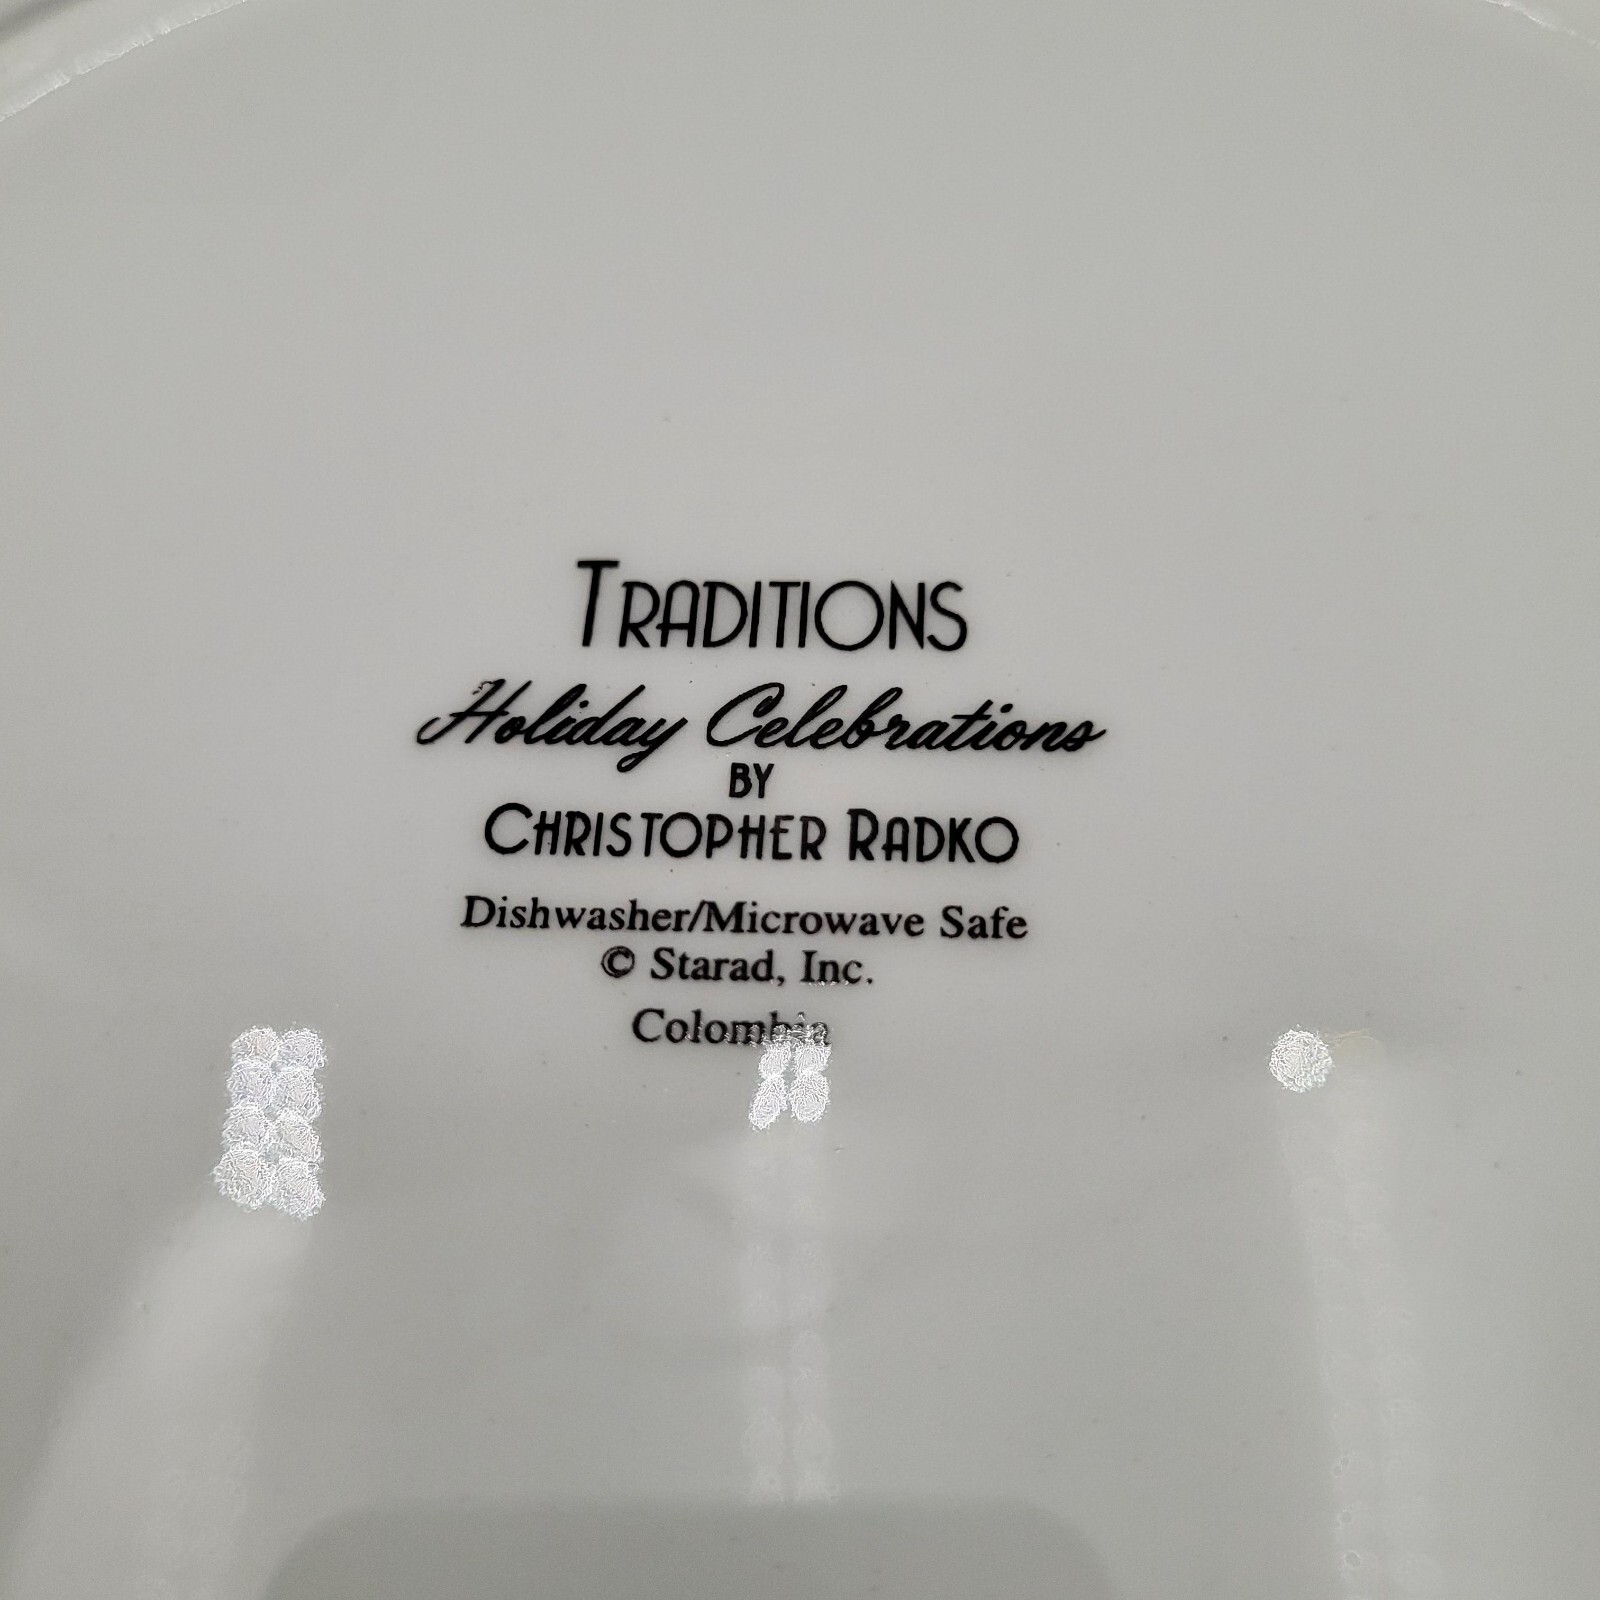 TRADITIONS
Holiday Celebrations
BY
CHRISTOPHER RADKO
Dishwasher/Microwave Safe
© Starad, Inc.
Colombia